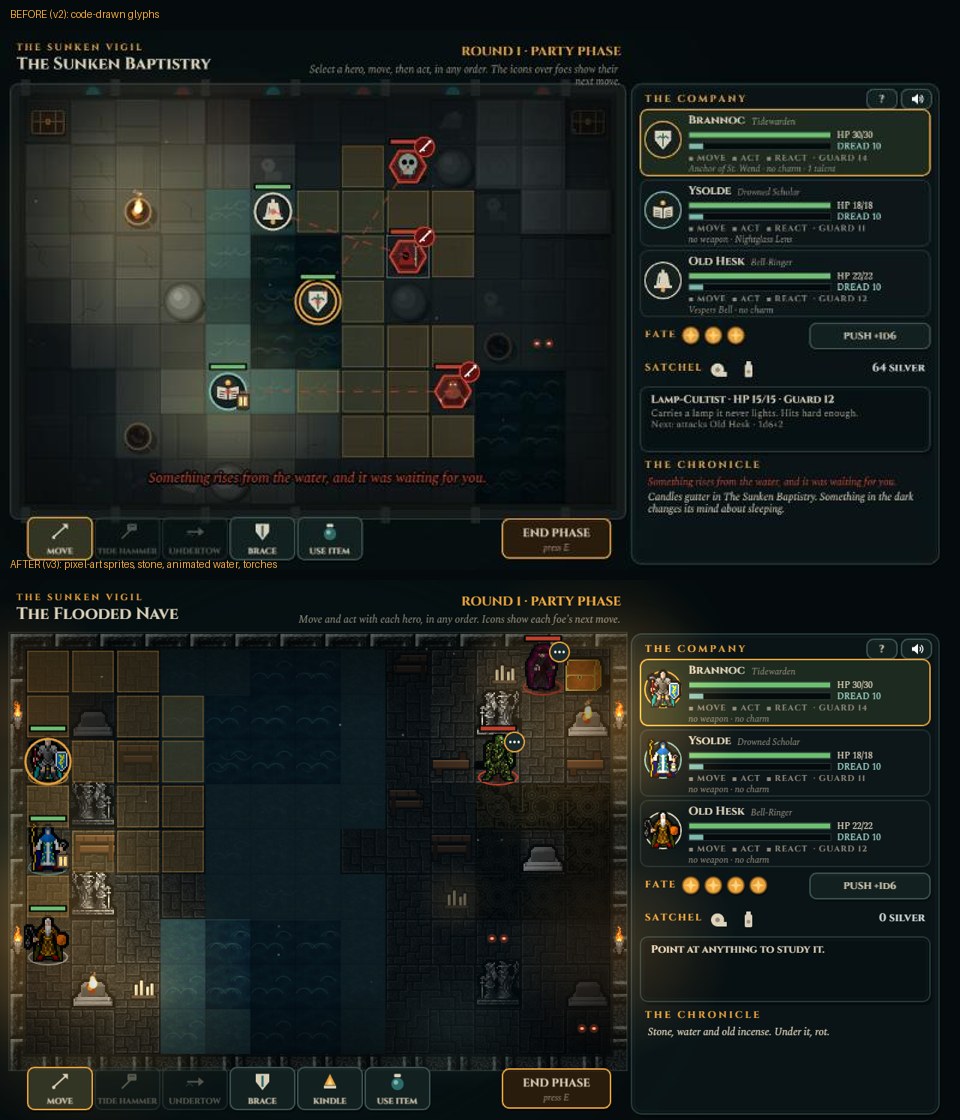 BEFORE (v2): code-drawn glyphs
THE SUNKEN VIGIL
THE SUNKEN BAPTISTRY
ROUND 1 · PARTY PHASE
Select a hero, move, then act, in any order. The icons over foes show their
next move.
THE COMPANY
?
BRANNOC Tidewarden
HP 30/30
DREAD 10
MOVE ACT REACT · GUARD 14
Anchor of St. Wend · no charm · 1 talent
YSOLDE Drowned Scholar
HP 18/18
DREAD 10
MOVE ACT REACT · GUARD 11
no weapon · Nightglass Lens
OLD HESK Bell-Ringer
HP 22/22
DREAD 10
MOVE ACT REACT · GUARD 12
Vespers Bell · no charm
FATE
PUSH +1D6
SATCHEL
64 SILVER
LAMP-CULTIST · HP 15/15 · GUARD 12
Carries a lamp it never lights. Hits hard enough.
Next: attacks Old Hesk · 1d6+2
THE CHRONICLE
Something rises from the water, and it was waiting for you.
Candles gutter in The Sunken Baptistry. Something in the dark
changes its mind about sleeping.
Something rises from the water, and it was waiting for you.
MOVE
TIDE HAMMER
UNDERTOW
BRACE
USE ITEM
END PHASE
press E
AFTER (v3): pixel-art sprites, stone, animated water, torches
THE SUNKEN VIGIL
THE FLOODED NAVE
ROUND 1 · PARTY PHASE
Move and act with each hero, in any order. Icons show each foe's next move.
THE COMPANY
?
BRANNOC Tidewarden
HP 30/30
DREAD 10
MOVE ACT REACT · GUARD 14
no weapon · no charm
YSOLDE Drowned Scholar
HP 18/18
DREAD 10
MOVE ACT REACT · GUARD 11
no weapon · no charm
OLD HESK Bell-Ringer
HP 22/22
DREAD 10
MOVE ACT REACT · GUARD 12
no weapon · no charm
FATE
PUSH +1D6
SATCHEL
0 SILVER
POINT AT ANYTHING TO STUDY IT.
THE CHRONICLE
Stone, water and old incense. Under it, rot.
MOVE
TIDE HAMMER
UNDERTOW
BRACE
KINDLE
USE ITEM
END PHASE
press E